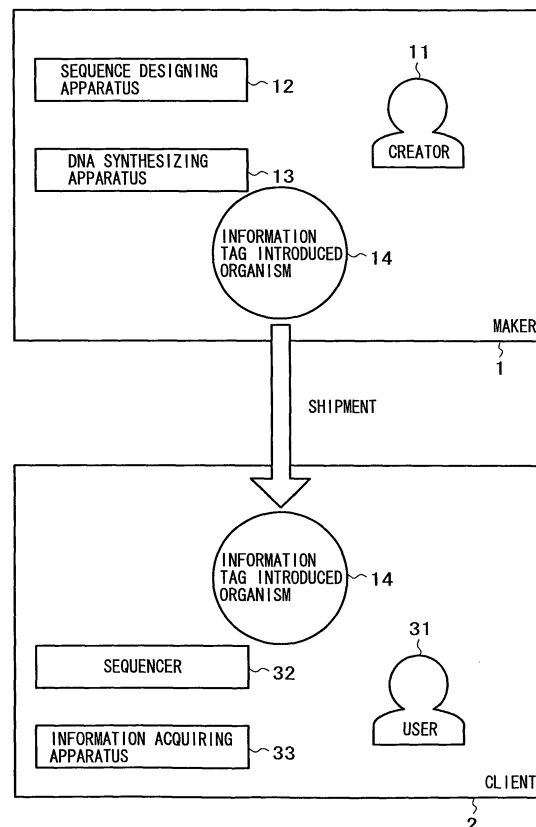 11
SEQUENCE DESIGNING
APPARATUS
12
CREATOR
DNA SYNTHESIZING
APPARATUS
13
INFORMATION
TAG INTRODUCED
ORGANISM
14
MAKER
1
SHIPMENT
INFORMATION
TAG INTRODUCED
ORGANISM
14
31
SEQUENCER
32
USER
INFORMATION ACQUIRING
APPARATUS
33
CLIENT
2